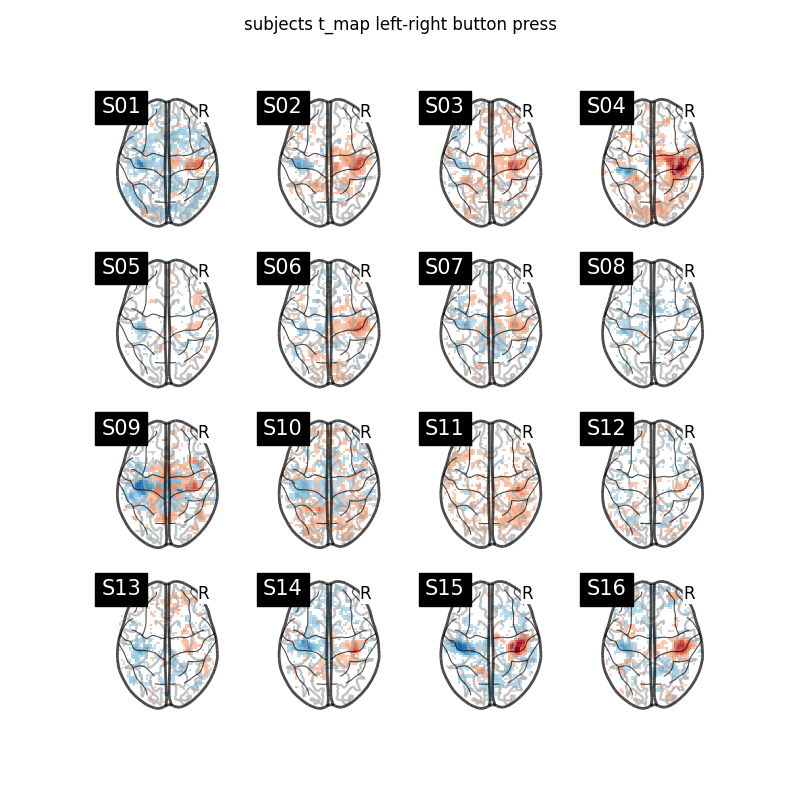 subjects t_map left-right button press
S01 R S02 R S03 R S04 R
S05 R S06 R S07 R S08 R
S09 R S10 R S11 R S12 R
S13 R S14 R S15 R S16 R